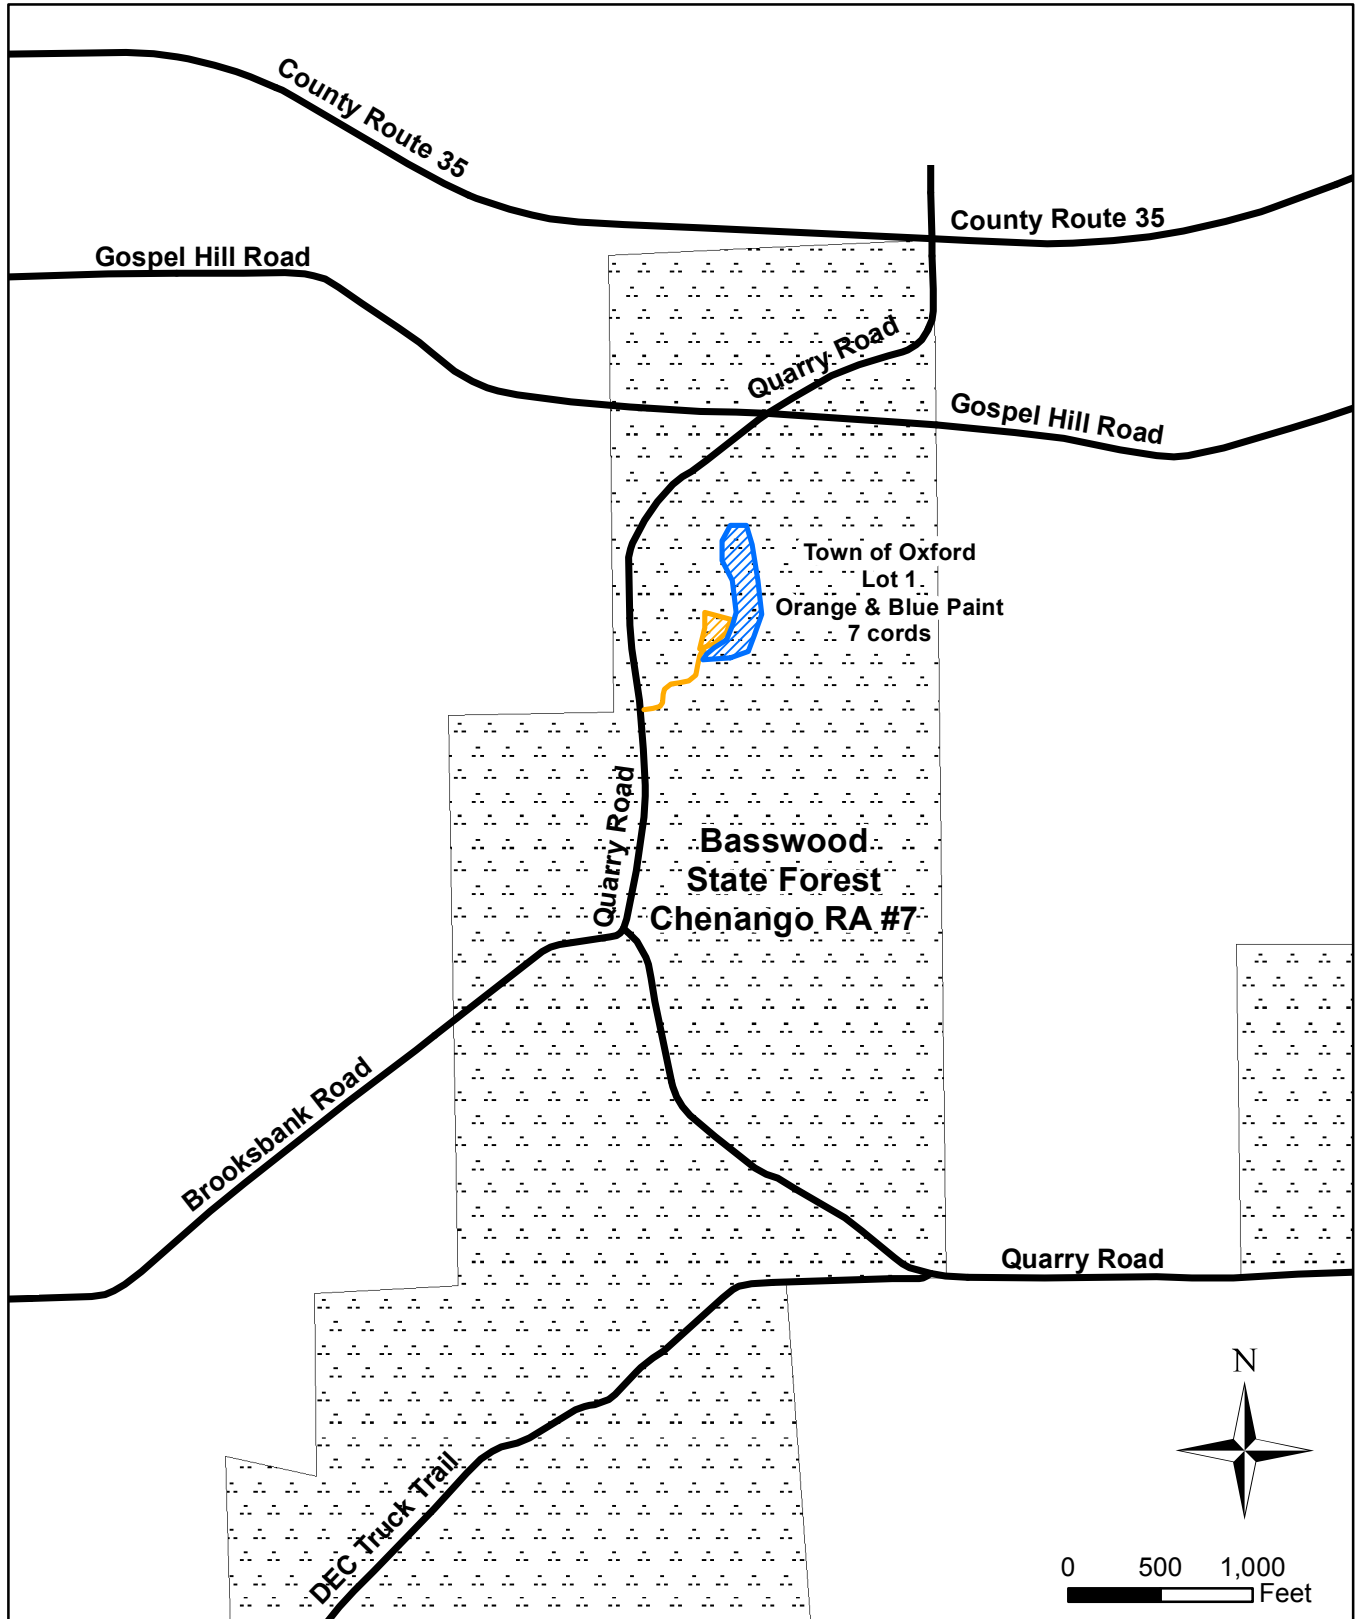 County Route 35
County Route 35
Gospel Hill Road
Quarry Road
Gospel Hill Road
Town of Oxford
Lot 1
Orange & Blue Paint
7 cords
Quarry Road
Basswood
State Forest
Chenango RA #7
Brooksbank Road
Quarry Road
DEC Truck Trail
N
0 500 1,000
Feet